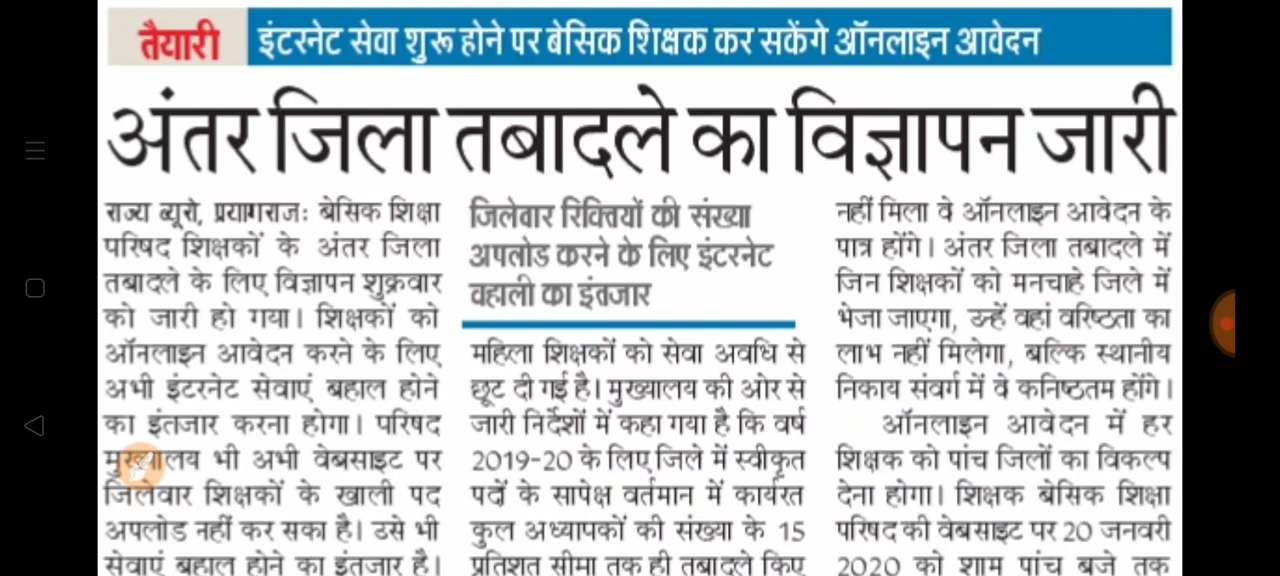 तैयारी इंटरनेट सेवा शुरू होने पर बेसिक शिक्षक कर सकेंगे ऑनलाइन आवेदन
अंतर जिला तबादले का विज्ञापन जारी
राज्य ब्यूरो, प्रयागराज: बेसिक शिक्षा
परिषद शिक्षकों के अंतर जिला
तबादले के लिए विज्ञापन शुक्रवार
को जारी हो गया। शिक्षकों को
ऑनलाइन आवेदन करने के लिए
अभी इंटरनेट सेवाएं बहाल होने
का इंतजार करना होगा। परिषद
मुख्यालय भी अभी वेबसाइट पर
जिलेवार शिक्षकों के खाली पद
अपलोड नहीं कर सका है। उसे भी
सेवाएं बहाल होने का इंतजार है।
जिलेवार रिक्तियों की संख्या
अपलोड करने के लिए इंटरनेट
वहाली का इंतजार
महिला शिक्षकों को सेवा अवधि से
छूट दी गई है। मुख्यालय की ओर से
जारी निर्देशों में कहा गया है कि वर्ष
2019-20 के लिए जिले में स्वीकृत
पदों के सापेक्ष वर्तमान में कार्यरत
कुल अध्यापकों की संख्या के 15
प्रतिशत सीमा तक ही तबादले किए
नहीं मिला वे ऑनलाइन आवेदन के
पात्र होंगे। अंतर जिला तबादले में
जिन शिक्षकों को मनचाहे जिले में
भेजा जाएगा, उन्हें वहां वरिष्ठता का
लाभ नहीं मिलेगा, बल्कि स्थानीय
निकाय संवर्ग में वे कनिष्ठतम होंगे।
ऑनलाइन आवेदन में हर
शिक्षक को पांच जिलों का विकल्प
देना होगा। शिक्षक बेसिक शिक्षा
परिषद की वेबसाइट पर 20 जनवरी
2020 को शाम पांच बजे तक